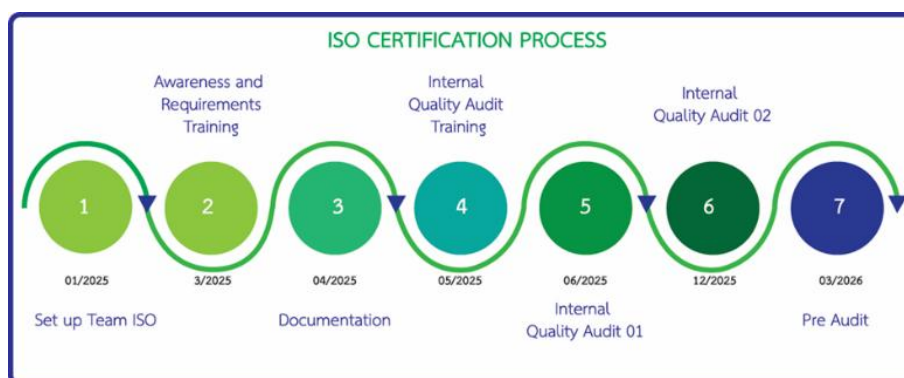 ISO CERTIFICATION PROCESS
Awareness and
Requirements
Training
Internal
Quality Audit
Training
Internal
Quality Audit 02
1
2
3
4
5
6
7
01/2025
3/2025
04/2025
05/2025
06/2025
12/2025
03/2026
Set up Team ISO
Documentation
Internal
Quality Audit 01
Pre Audit